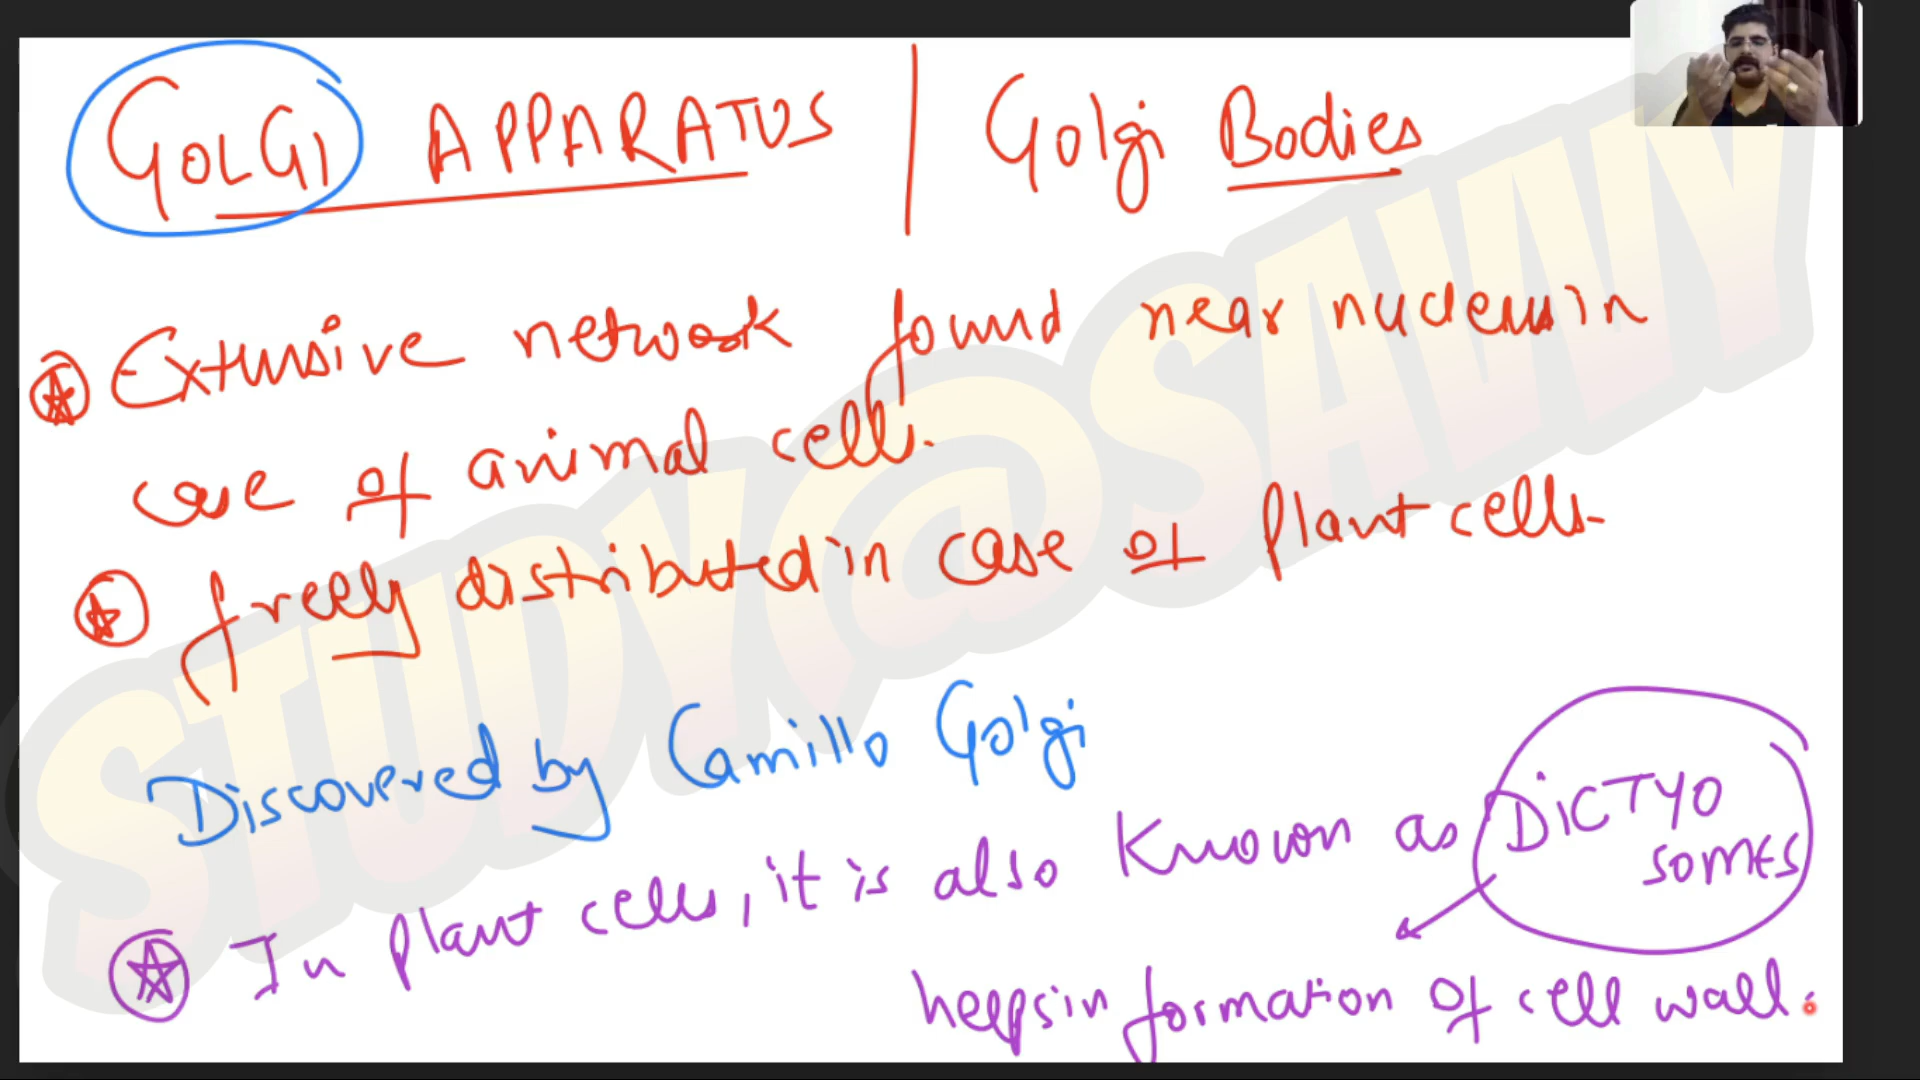 GOLGI APPARATUS | Golgi Bodies
Extensive network found near nucleus in
case of animal cells.
freely distributed in case of plant cells.
Discovered by Camillo Golgi
In plant cells, it is also known as DICTYO
SOMES
helps in formation of cell wall.
STUDY@SAVVY